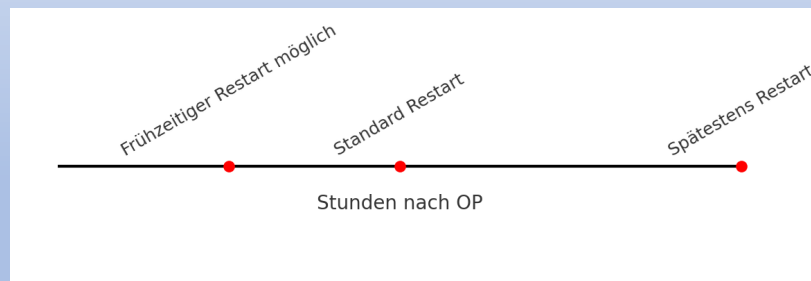 Frühzeitiger Restart möglich
Standard Restart
Spätestens Restart
Stunden nach OP